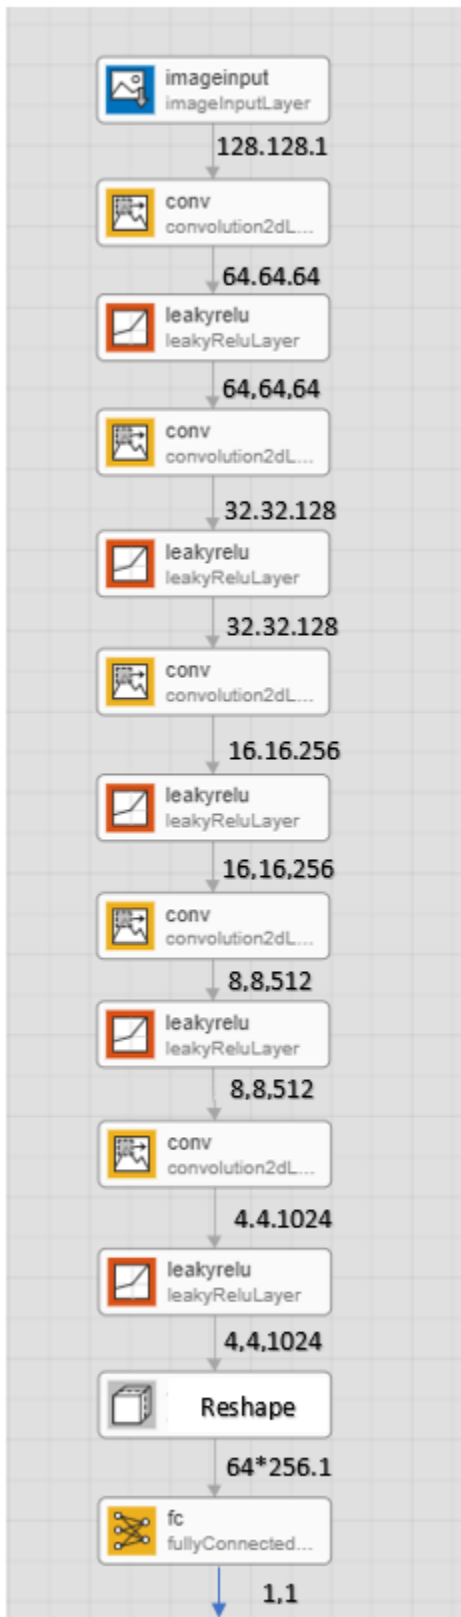 imageinput
imageInputLayer
128.128.1
conv
convolution2dL...
64.64.64
leakyrelu
leakyReluLayer
64,64,64
conv
convolution2dL...
32.32.128
leakyrelu
leakyReluLayer
32.32.128
conv
convolution2dL...
16.16.256
leakyrelu
leakyReluLayer
16,16,256
conv
convolution2dL...
8,8,512
leakyrelu
leakyReluLayer
8,8,512
conv
convolution2dL...
4.4.1024
leakyrelu
leakyReluLayer
4,4,1024
Reshape
64*256.1
fc
fullyConnected...
1,1